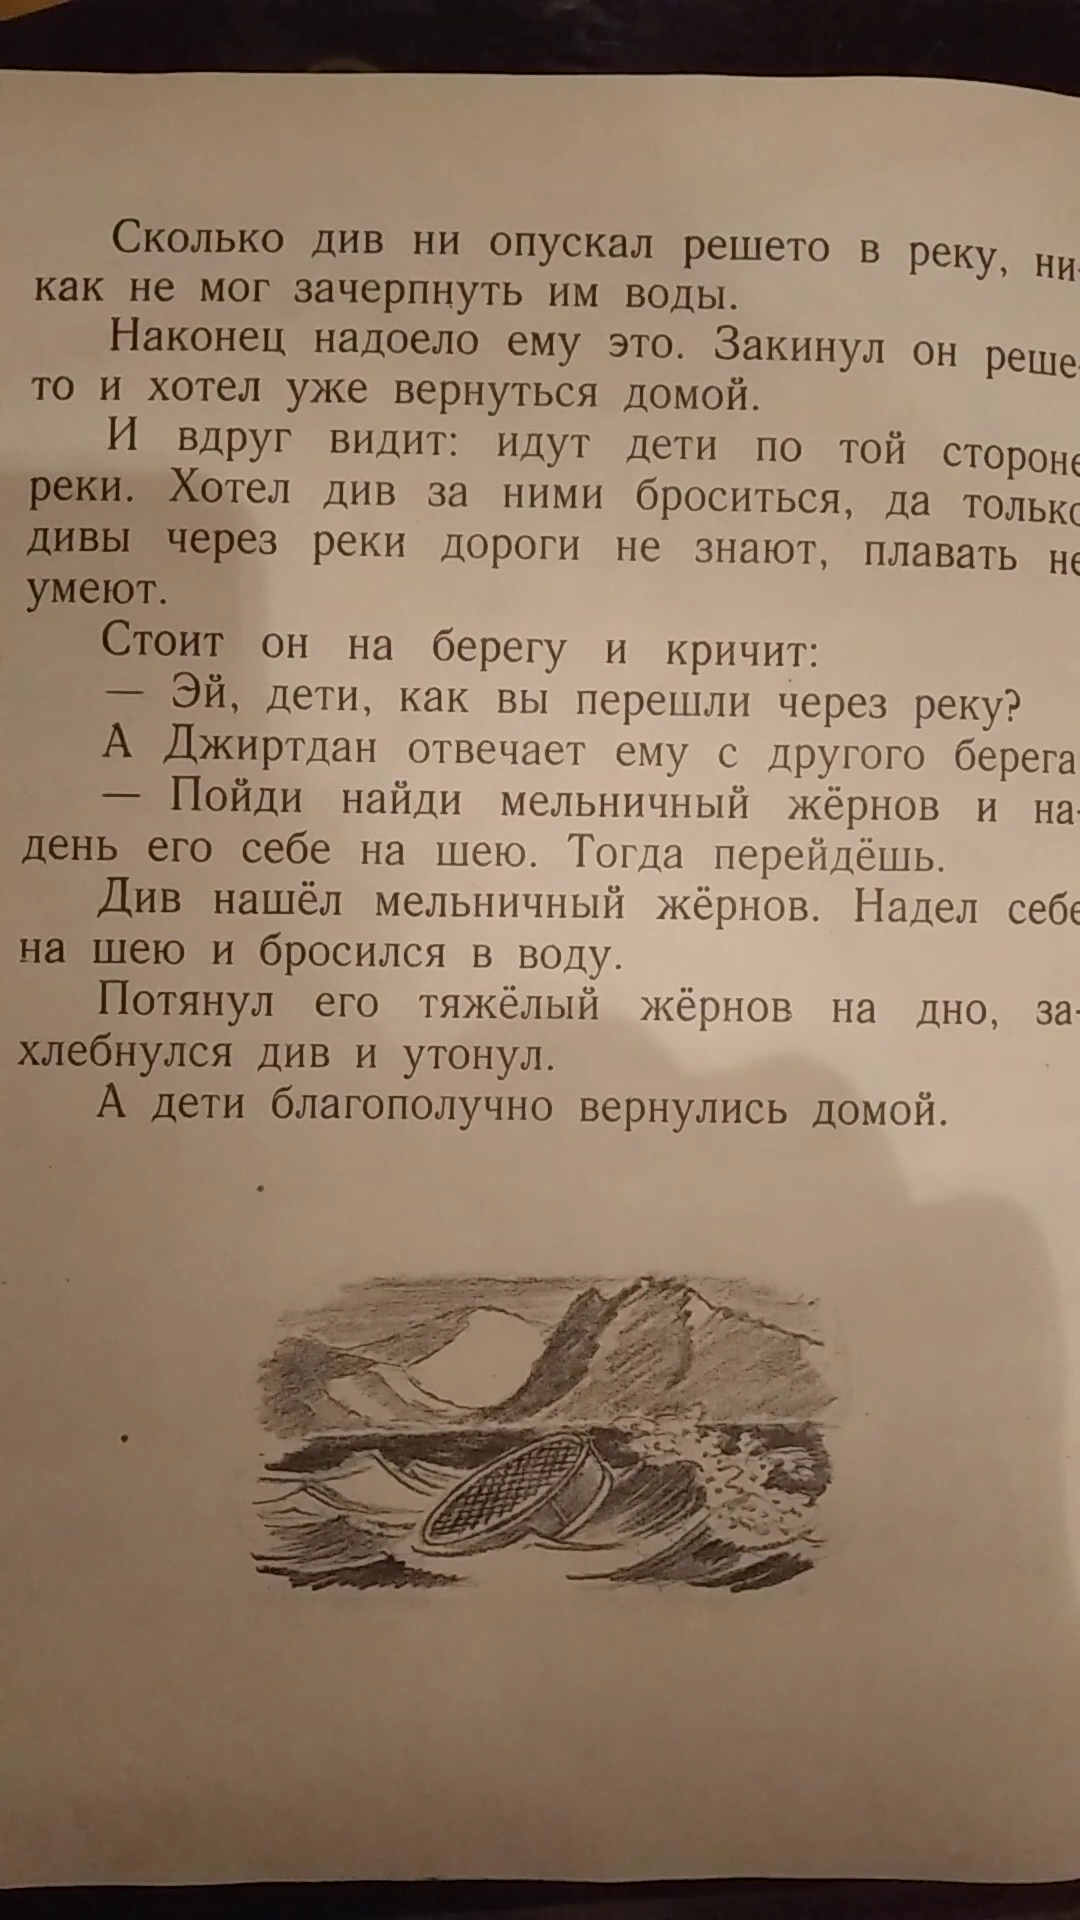 Сколько див ни опускал решето в реку, ни-
как не мог зачерпнуть им воды.
Наконец надоело ему это. Закинул он реше-
то и хотел уже вернуться домой.
И вдруг видит: идут дети по той стороне
реки. Хотел див за ними броситься, да только
дивы через реки дороги не знают, плавать не
умеют.
Стоит он на берегу и кричит:
— Эй, дети, как вы перешли через реку?
А Джиртдан отвечает ему с другого берега
— Пойди найди мельничный жёрнов и на-
день его себе на шею. Тогда перейдёшь.
Див нашёл мельничный жёрнов. Надел себе
на шею и бросился в воду.
Потянул его тяжёлый жёрнов на дно, за-
хлебнулся див и утонул.
А дети благополучно вернулись домой.